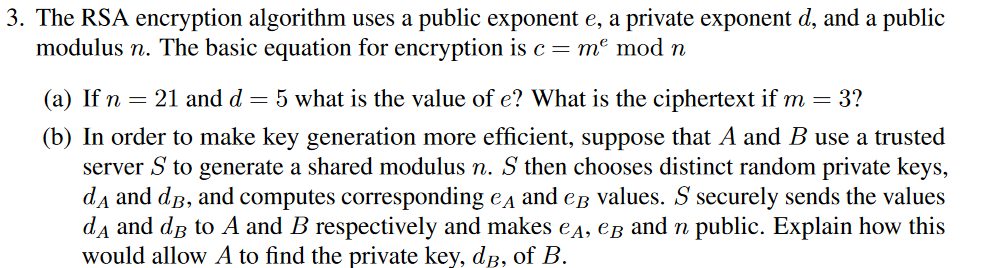 3. The RSA encryption algorithm uses a public exponent e, a private exponent d, and a public
modulus n. The basic equation for encryption is c = mᵉ mod n
(a) If n = 21 and d = 5 what is the value of e? What is the ciphertext if m = 3?
(b) In order to make key generation more efficient, suppose that A and B use a trusted
server S to generate a shared modulus n. S then chooses distinct random private keys,
d_A and d_B, and computes corresponding e_A and e_B values. S securely sends the values
d_A and d_B to A and B respectively and makes e_A, e_B and n public. Explain how this
would allow A to find the private key, d_B, of B.